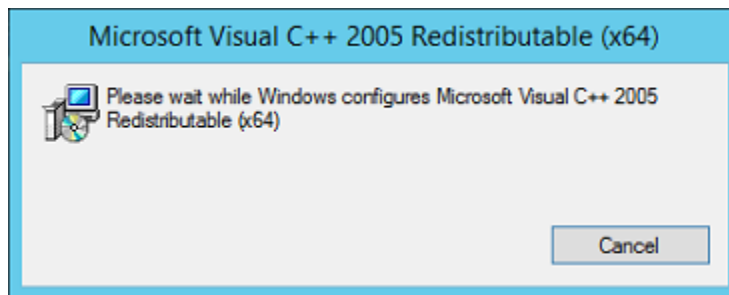 Microsoft Visual C++ 2005 Redistributable (x64)
Please wait while Windows configures Microsoft Visual C++ 2005
Redistributable (x64)
Cancel